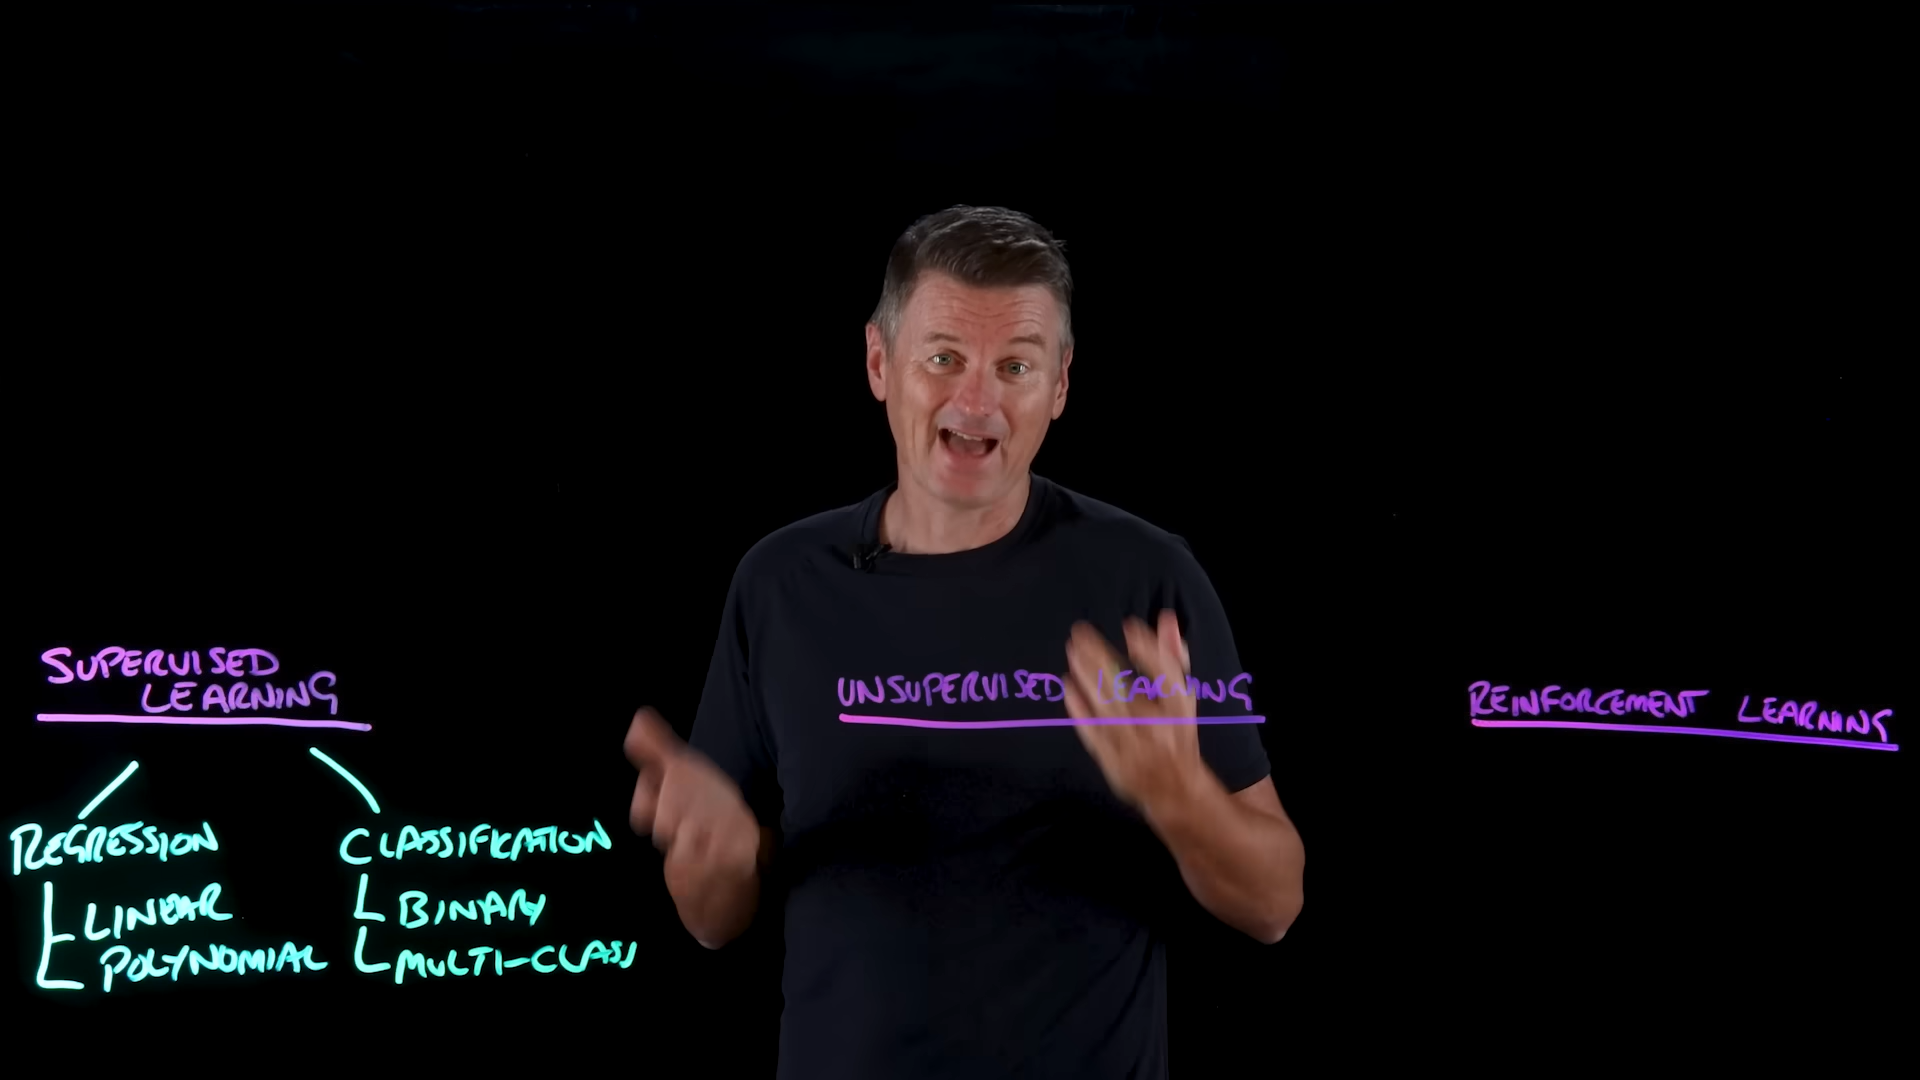 SUPERVISED
LEARNING
UNSUPERVISED LEARNING
REINFORCEMENT LEARNING
REGRESSION
LINEAR
POLYNOMIAL
CLASSIFICATION
BINARY
MULTI-CLASS